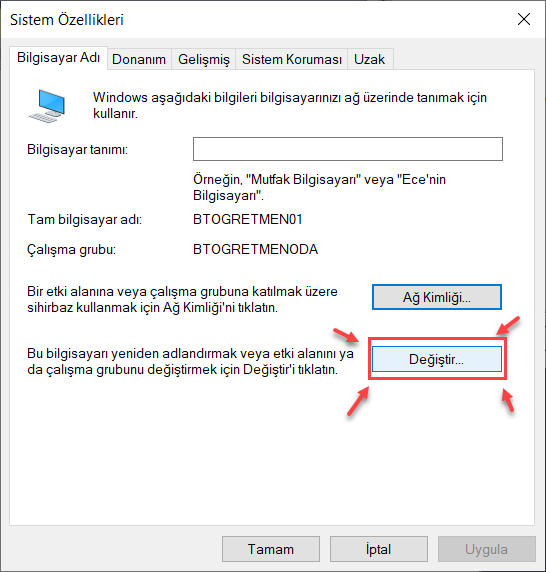 Sistem Özellikleri
Bilgisayar Adı
Donanım
Gelişmiş
Sistem Koruması
Uzak
Windows aşağıdaki bilgileri bilgisayarınızı ağ üzerinde tanımak için
kullanır.
Bilgisayar tanımı:
Örneğin, "Mutfak Bilgisayarı" veya "Ece'nin
Bilgisayarı".
Tam bilgisayar adı:
BTOGRETMEN01
Çalışma grubu:
BTOGRETMENODA
Bir etki alanına veya çalışma grubuna katılmak üzere
sihirbaz kullanmak için Ağ Kimliği'ni tıklatın.
Ağ Kimliği...
Bu bilgisayarı yeniden adlandırmak veya etki alanını ya
da çalışma grubunu değiştirmek için Değiştir'i tıklatın.
Değiştir...
Tamam
İptal
Uygula